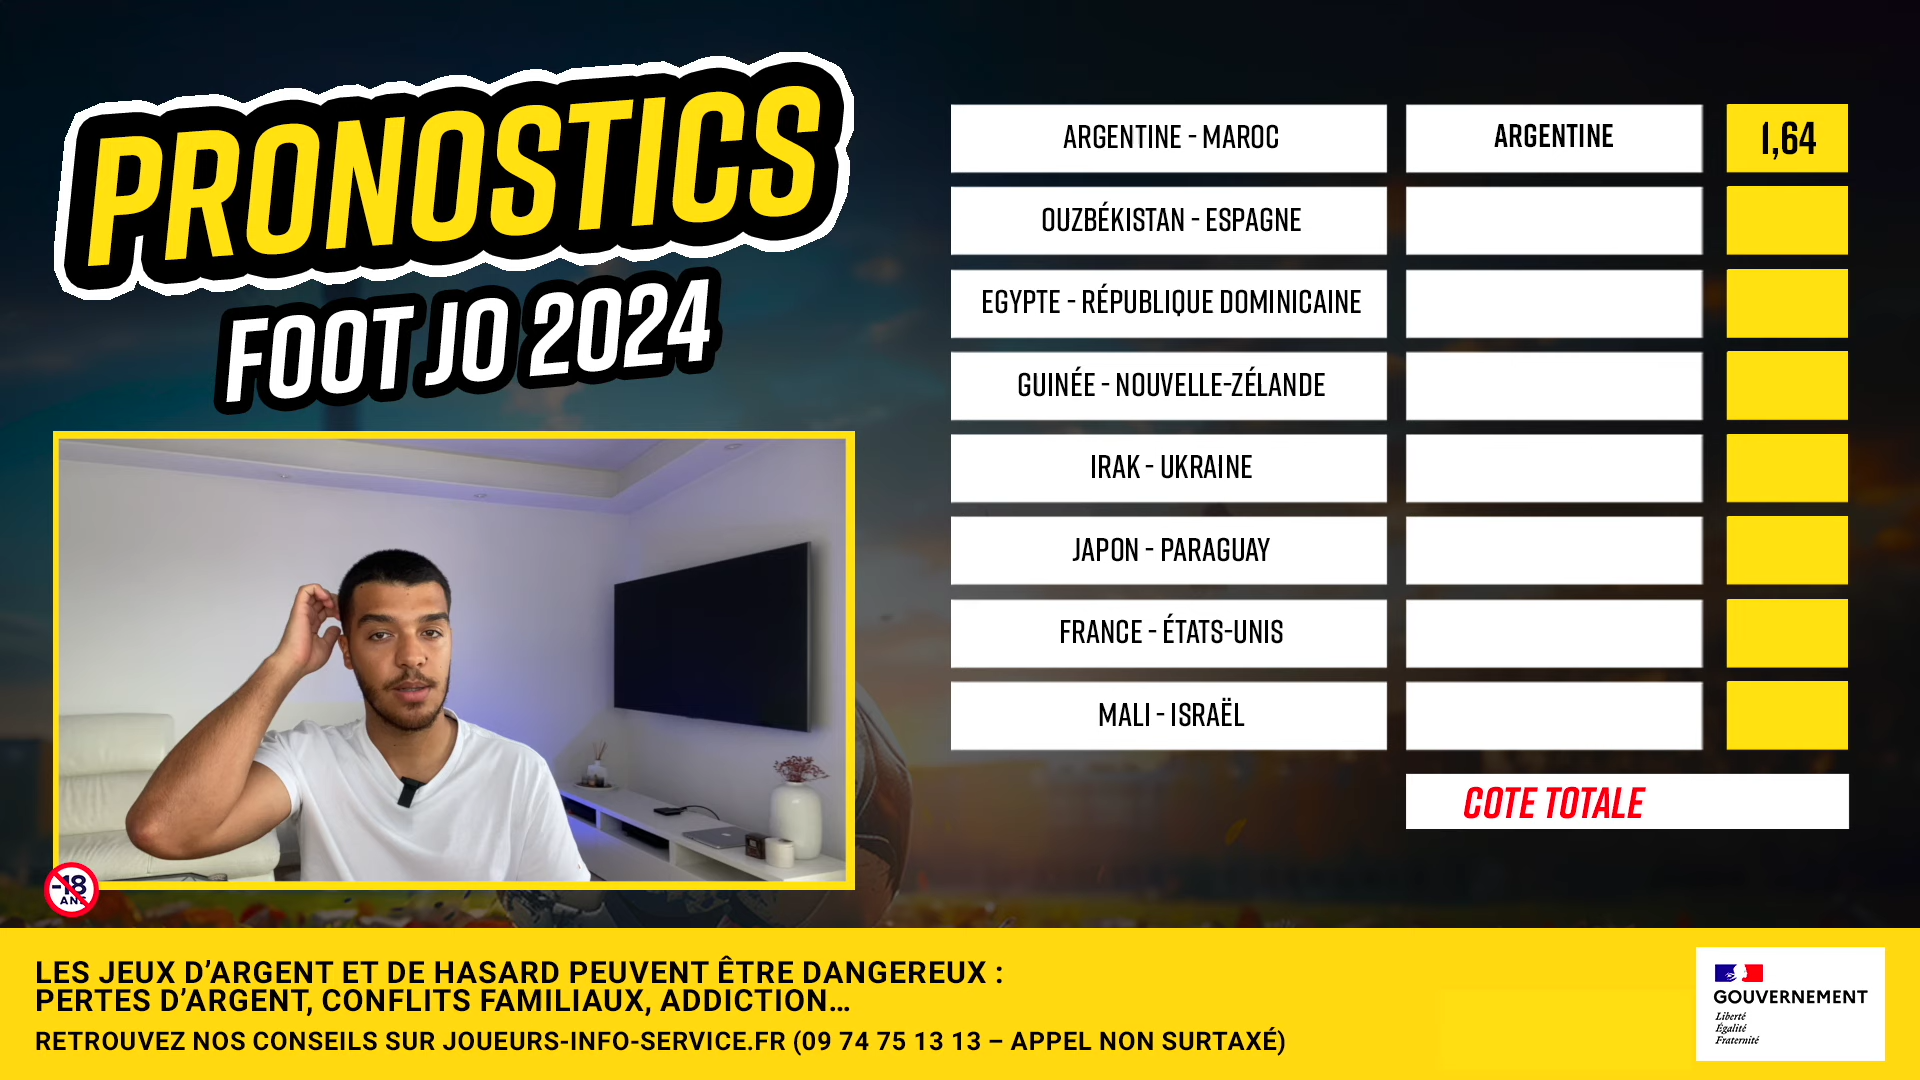 PRONOSTICS
FOOT JO 2024
ARGENTINE - MAROC
ARGENTINE
1,64
OUZBÉKISTAN - ESPAGNE
EGYPTE - RÉPUBLIQUE DOMINICAINE
GUINÉE - NOUVELLE-ZÉLANDE
IRAK - UKRAINE
JAPON - PARAGUAY
FRANCE - ÉTATS-UNIS
MALI - ISRAËL
COTE TOTALE
-18
ANS
LES JEUX D’ARGENT ET DE HASARD PEUVENT ÊTRE DANGEREUX :
PERTES D’ARGENT, CONFLITS FAMILIAUX, ADDICTION…
RETROUVEZ NOS CONSEILS SUR JOUEURS-INFO-SERVICE.FR (09 74 75 13 13 – APPEL NON SURTAXÉ)
GOUVERNEMENT
Liberté
Égalité
Fraternité